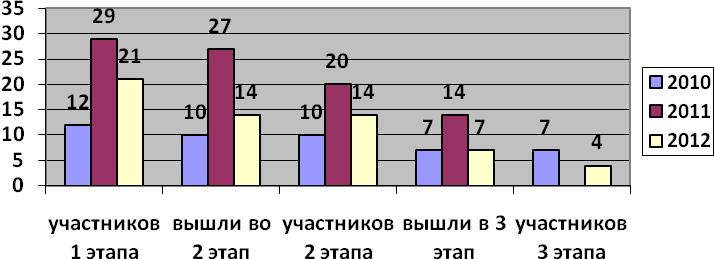 35
30
25
20
15
10
5
0
29
27
21
20
12
10
14
10
14
7
14
7
7
4
2010
2011
2012
участников
1 этапа
вышли во
2 этап
участников
2 этапа
вышли в 3
этап
участников
3 этапа